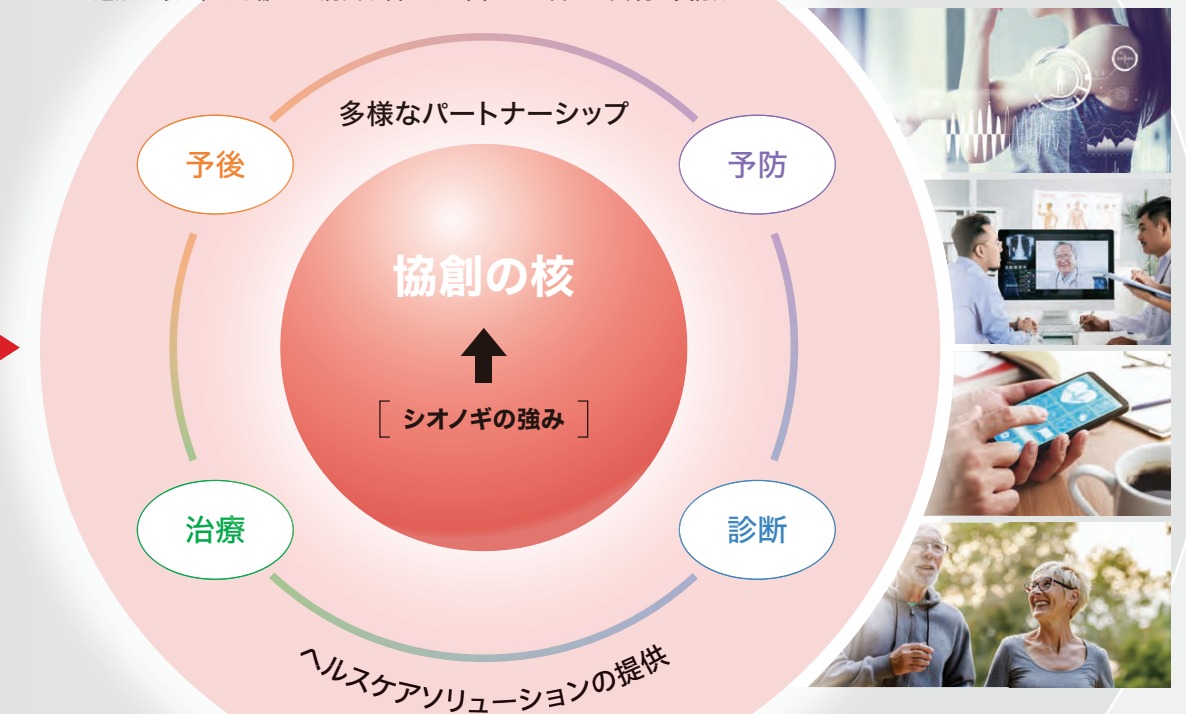 多様なパートナーシップ
予後
予防
協創の核
[ シオノギの強み ]
治療
診断
ヘルスケアソリューションの提供